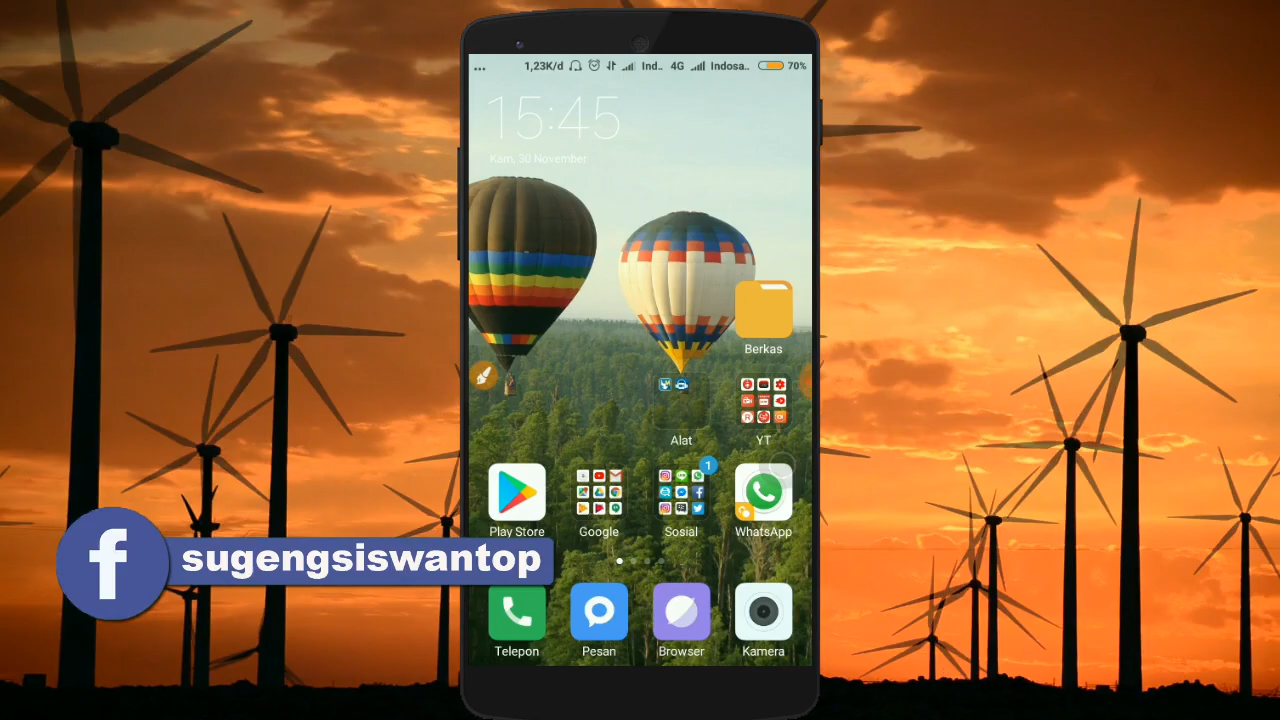 ... 1,23K/d Ind.. 4G Indosa.. 70%
15:45
Kam, 30 November
Berkas
Alat
YT
1
Play Store Google Sosial WhatsApp
f sugengsiswantop
Telepon Pesan Browser Kamera